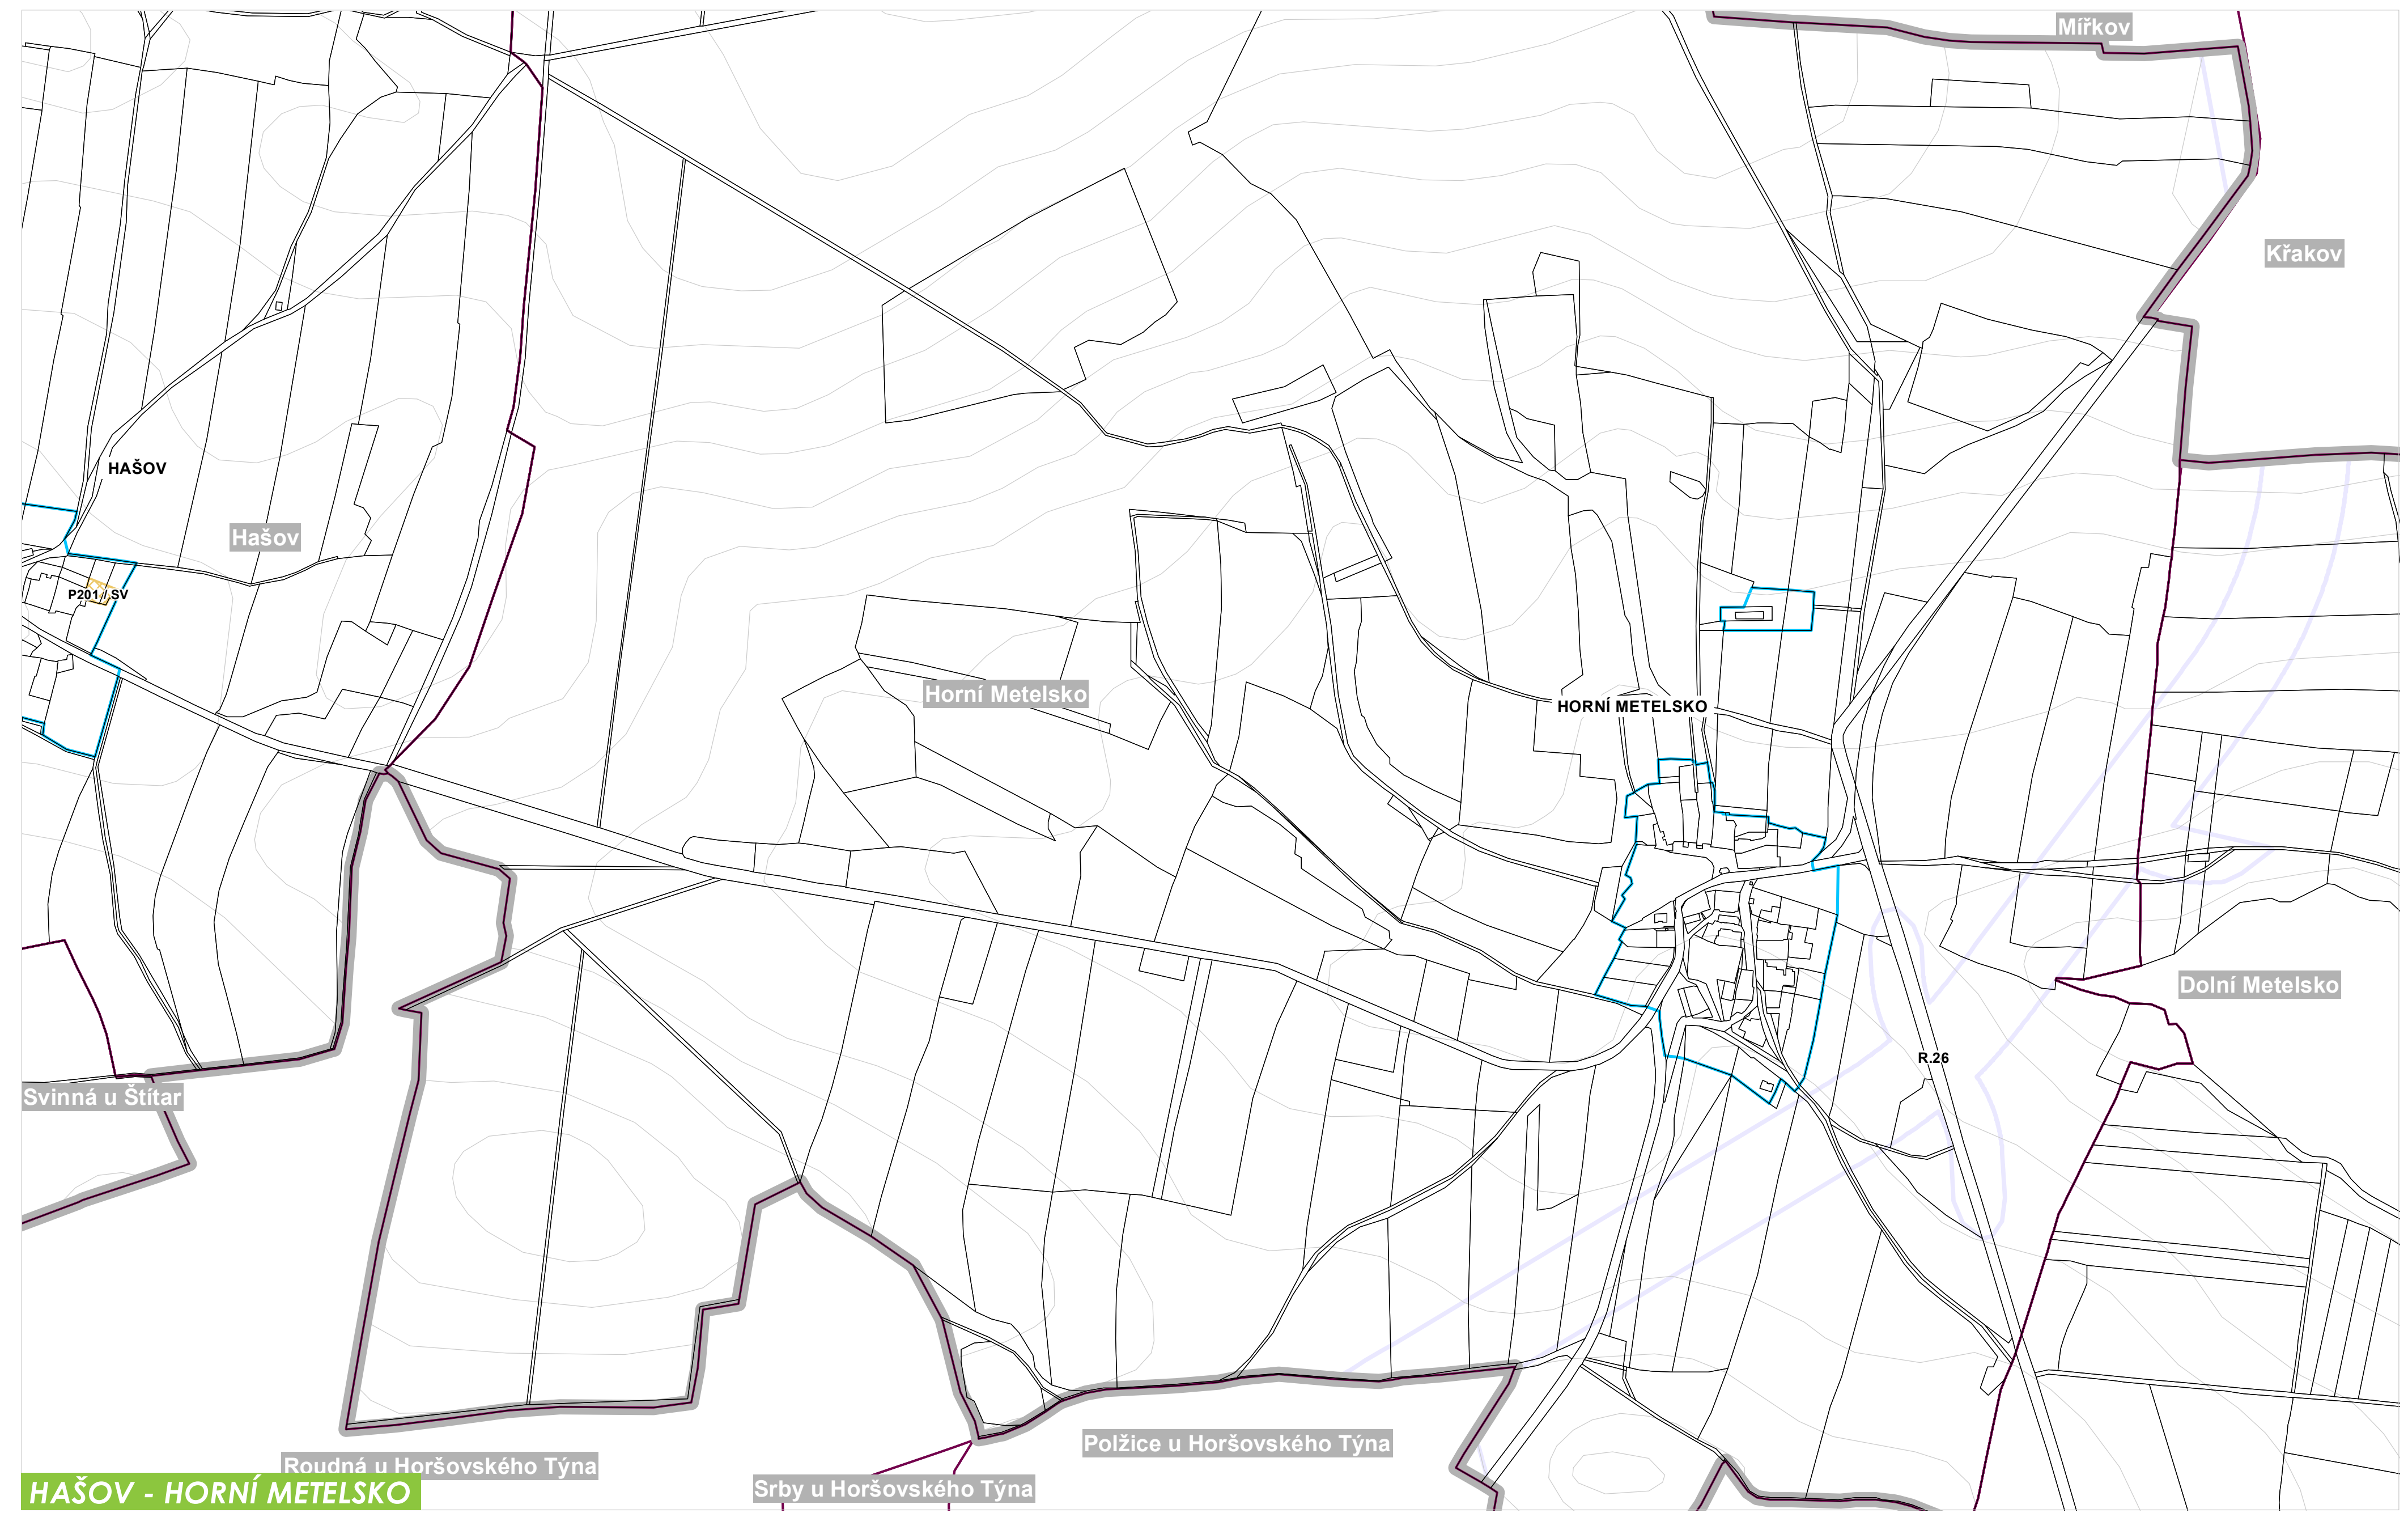 Mířkov
Křakov
HAŠOV
Hašov
P201 / SV
Horní Metelsko
HORNÍ METELSKO
Dolní Metelsko
R.26
Svinná u Štítar
Polžice u Horšovského Týna
Roudná u Horšovského Týna
Srby u Horšovského Týna
HAŠOV - HORNÍ METELSKO